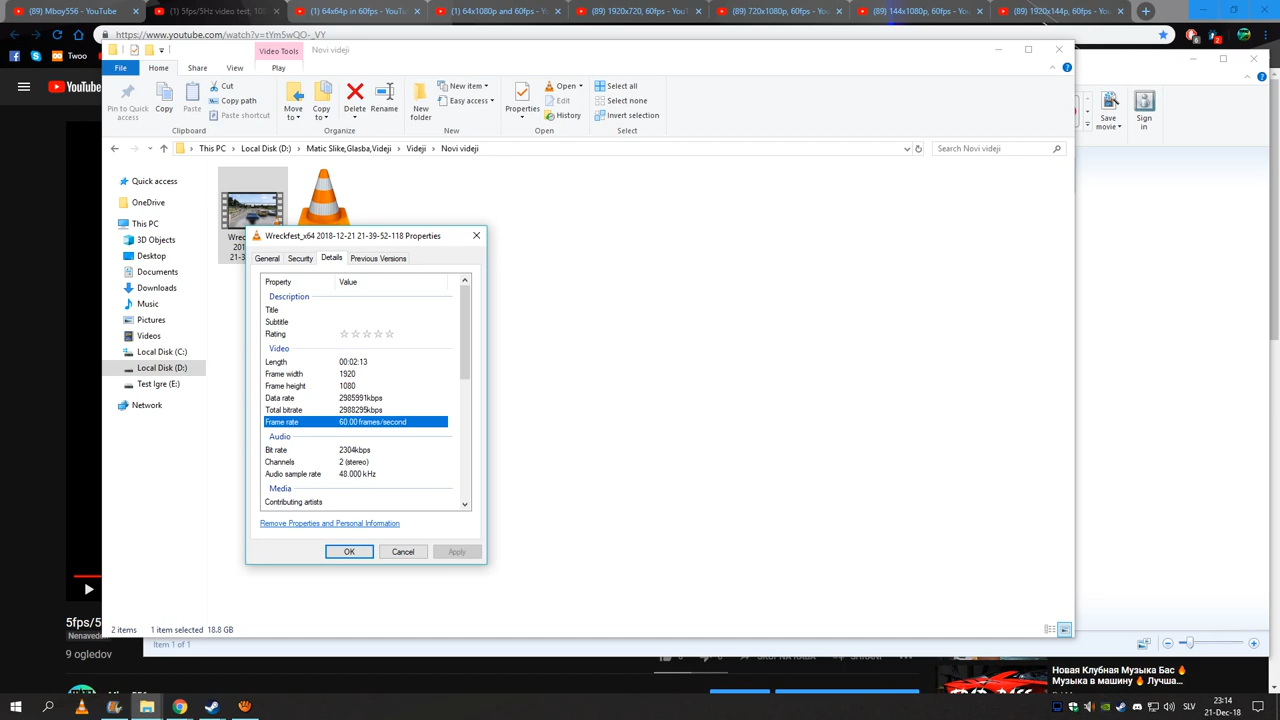 (89) Mboy556 - YouTube
(1) 5fps/5Hz video test, 108
(1) 64x64p in 60fps - YouTu
(1) 64x1080p and 60fps - Yo
(89) 1920x720, 60fps - YouT
(89) 720x1080p, 60fps - You
(89) 144x1080p, 60fps - You
(89) 1920x144p, 60fps - You
https://www.youtube.com/watch?v=tYm5wQO-_VY
Twoo
YouTube
Video Tools
Novi videji
File
Home
Share
View
Play
Pin to Quick access
Copy
Paste
Cut
Copy path
Paste shortcut
Clipboard
Move to
Copy to
Delete
Rename
Organize
New folder
New item
Easy access
New
Properties
Open
Edit
History
Open
Select all
Select none
Invert selection
Select
Save movie
Sign in
This PC
Local Disk (D:)
Matic Slike,Glasba,Videji
Videji
Novi videji
Search Novi videji
Quick access
OneDrive
This PC
3D Objects
Desktop
Documents
Downloads
Music
Pictures
Videos
Local Disk (C:)
Local Disk (D:)
Test Igre (E:)
Network
Wreckfest_x64 2018-12-21 21-39-52-118 Properties
General
Security
Details
Previous Versions
Property Value
Description
Title
Subtitle
Rating
Video
Length 00:02:13
Frame width 1920
Frame height 1080
Data rate 2985991kbps
Total bitrate 2988295kbps
Frame rate 60.00 frames/second
Audio
Bit rate 2304kbps
Channels 2 (stereo)
Audio sample rate 48.000 kHz
Media
Contributing artists
Remove Properties and Personal Information
OK
Cancel
Apply
2 items
1 item selected 18.8 GB
Item 1 of 1
5fps/5
Nenaved
9 ogledov
Новая Клубная Музыка Бас
Музыка в машину Лучша...
SLV
23:14
21-Dec-18